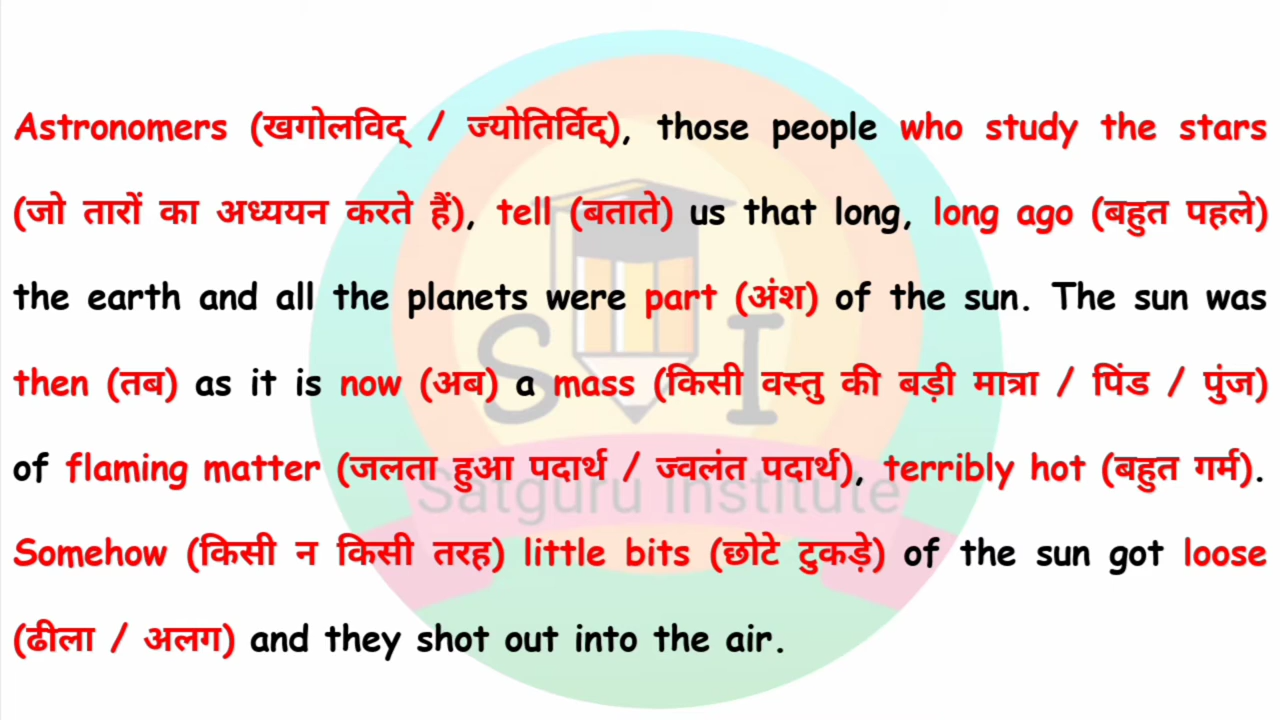 Astronomers (खगोलविद् / ज्योतिर्विद्), those people who study the stars
(जो तारों का अध्ययन करते हैं), tell (बताते) us that long, long ago (बहुत पहले)
the earth and all the planets were part (अंश) of the sun. The sun was
then (तब) as it is now (अब) a mass (किसी वस्तु की बड़ी मात्रा / पिंड / पुंज)
of flaming matter (जलता हुआ पदार्थ / ज्वलंत पदार्थ), terribly hot (बहुत गर्म).
Somehow (किसी न किसी तरह) little bits (छोटे टुकड़े) of the sun got loose
(ढीला / अलग) and they shot out into the air.
S I
Satguru Institute